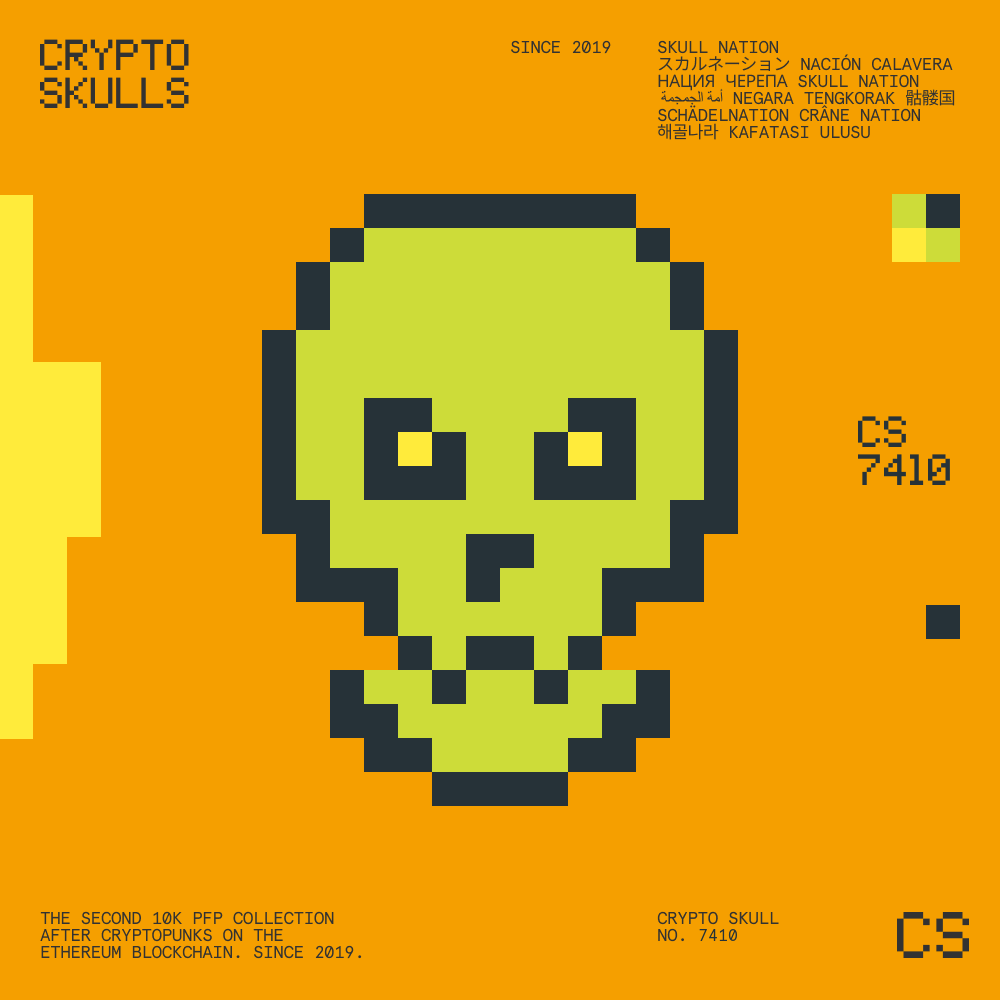 CRYPTO
SKULLS
SINCE 2019
SKULL NATION
スカルネーション NACIÓN CALAVERA
НАЦИЯ ЧЕРЕПА SKULL NATION
أمة الجمجمة NEGARA TENGKORAK 骷髅国
SCHÄDELNATION CRÂNE NATION
해골나라 KAFATASI ULUSU
CS
7410
THE SECOND 10K PFP COLLECTION
AFTER CRYPTOPUNKS ON THE
ETHEREUM BLOCKCHAIN. SINCE 2019.
CRYPTO SKULL
NO. 7410
CS